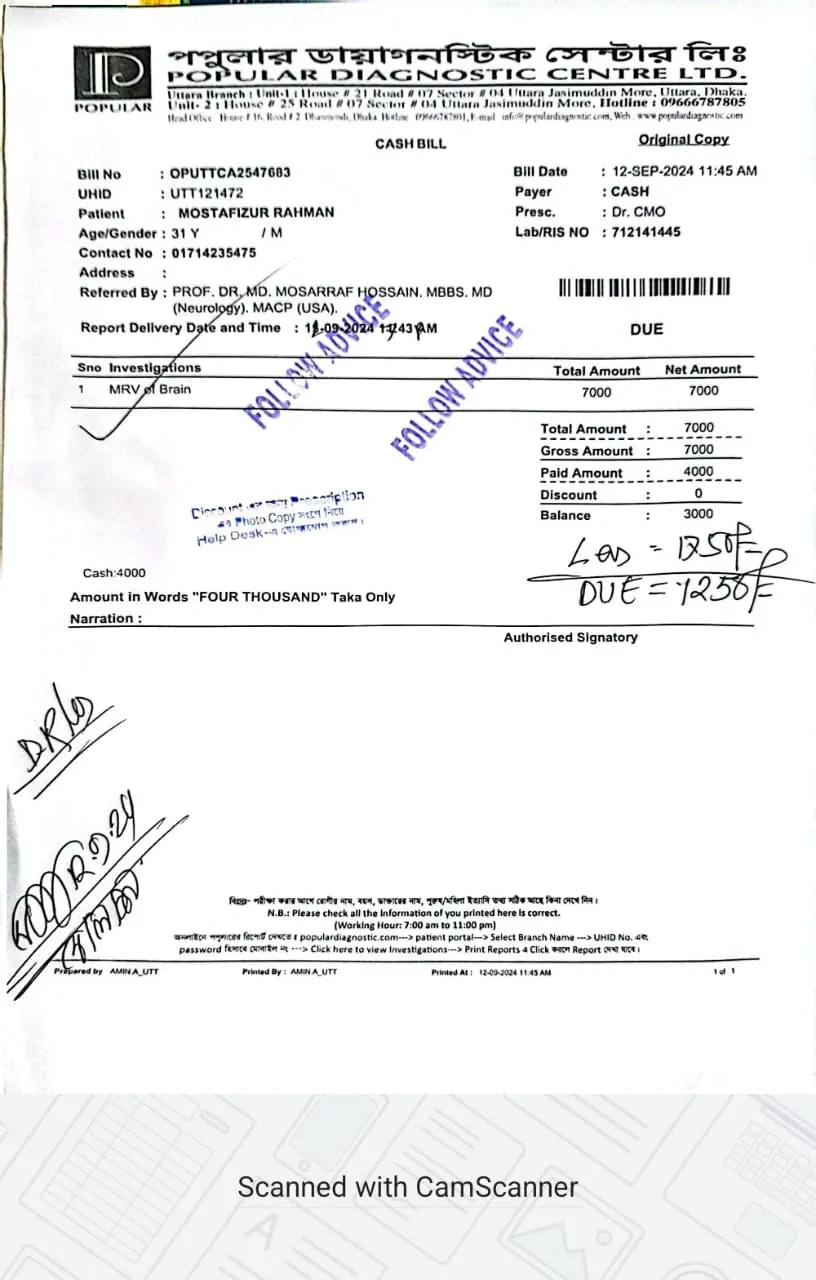 পপুলার ডায়াগনস্টিক সেন্টার লিঃ
POPULAR DIAGNOSTIC CENTRE LTD.
POPULAR
Uttara Branch : Unit-1 : House # 21 Road # 07 Sector # 04 Uttara Jasimuddin More, Uttara, Dhaka.
Unit- 2 : House # 25 Road # 07 Sector # 04 Uttara Jasimuddin More, Hotline : 09666787805
Head Office House # 16, Road # 2 Dhanmondi, Dhaka Hotline 09666787801, E-mail info@populardiagnostic.com, Web . www.populardiagnostic.com
CASH BILL
Original Copy
Bill No : OPUTTCA2547683 Bill Date : 12-SEP-2024 11:45 AM
UHID : UTT121472 Payer : CASH
Patient : MOSTAFIZUR RAHMAN Presc. : Dr. CMO
Age/Gender : 31 Y / M Lab/RIS NO : 712141445
Contact No : 01714235475
Address :
Referred By : PROF. DR. MD. MOSARRAF HOSSAIN. MBBS. MD
(Neurology). MACP (USA).
Report Delivery Date and Time : -09-2024 :43 AM DUE
FOLLOW ADVICE
FOLLOW ADVICE
Sno Investigations Total Amount Net Amount
1 MRV of Brain 7000 7000
Total Amount : 7000
Gross Amount : 7000
Paid Amount : 4000
Discount : 0
Balance : 3000
Discount এর জন্য Prescription
এর Photo Copy সংগে নিয়ে
Help Desk-এ যোগাযোগ করুন।
Less = 1250/=
DUE = 1250/=
Cash:4000
Amount in Words "FOUR THOUSAND" Taka Only
Narration :
Authorised Signatory
বিঃদ্রঃ- পরীক্ষা করার আগে রোগীর নাম, বয়স, ডাক্তারের নাম, পুরুষ/মহিলা ইত্যাদি তথ্য সঠিক আছে কিনা দেখে নিন।
N.B.: Please check all the Information of you printed here is correct.
(Working Hour: 7:00 am to 11:00 pm)
অনলাইনে পপুলারের রিপোর্ট দেখতে ঃ populardiagnostic.com---> patient portal---> Select Branch Name ---> UHID No. এবং
password হিসাবে মোবাইল নং ---> Click here to view Investigations---> Print Reports এ Click করলে Report দেখা যাবে।
Prepared by AMIN.A_UTT Printed By : AMIN.A_UTT Printed At : 12-09-2024 11:45 AM 1 of 1
Scanned with CamScanner